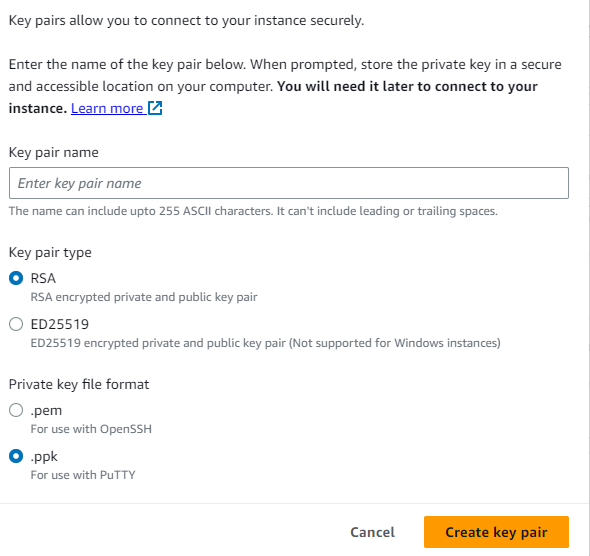 Key pairs allow you to connect to your instance securely.
Enter the name of the key pair below. When prompted, store the private key in a secure
and accessible location on your computer. You will need it later to connect to your
instance. Learn more
Key pair name
Enter key pair name
The name can include upto 255 ASCII characters. It can't include leading or trailing spaces.
Key pair type
RSA
RSA encrypted private and public key pair
ED25519
ED25519 encrypted private and public key pair (Not supported for Windows instances)
Private key file format
.pem
For use with OpenSSH
.ppk
For use with PuTTY
Cancel
Create key pair